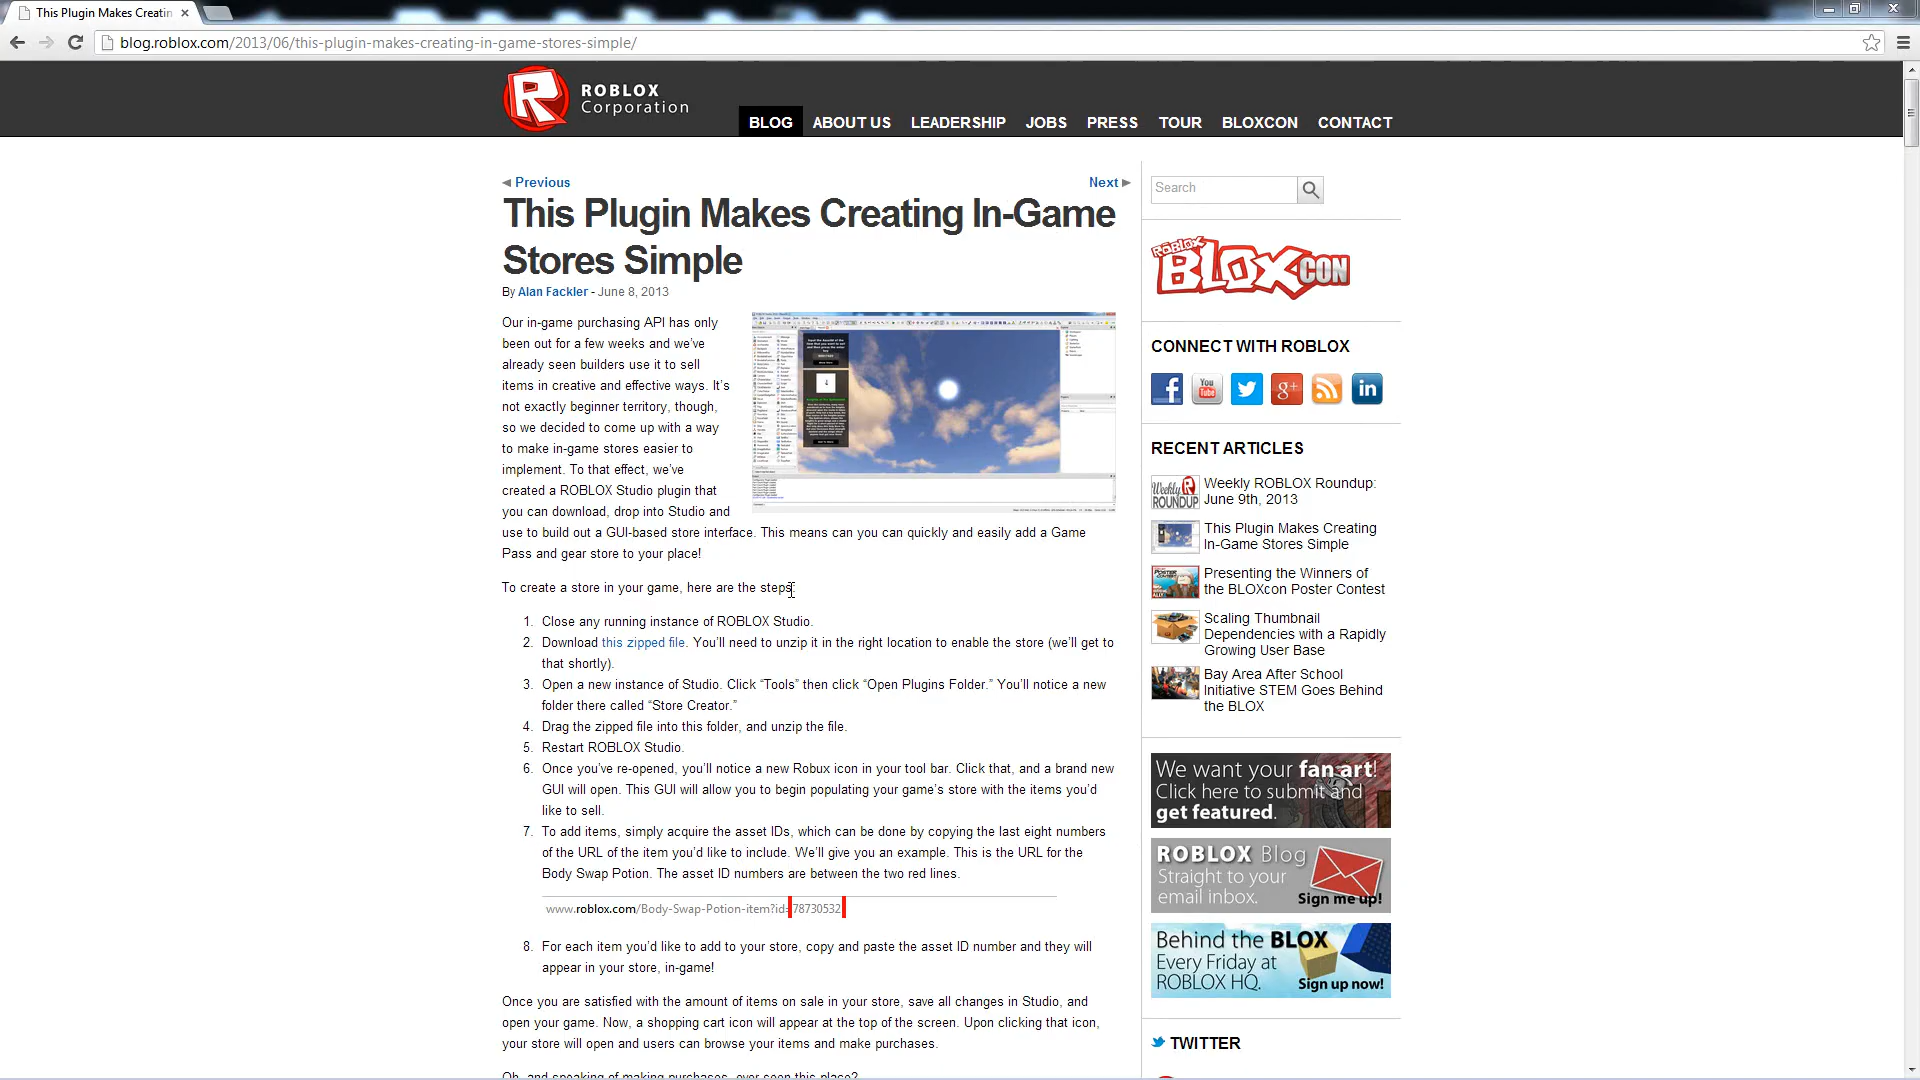 This Plugin Makes Creatin
blog.roblox.com/2013/06/this-plugin-makes-creating-in-game-stores-simple/
ROBLOX
Corporation
BLOG ABOUT US LEADERSHIP JOBS PRESS TOUR BLOXCON CONTACT
Previous
Next
This Plugin Makes Creating In-Game
Stores Simple
By Alan Fackler - June 8, 2013
Our in-game purchasing API has only
been out for a few weeks and we've
already seen builders use it to sell
items in creative and effective ways. It's
not exactly beginner territory, though,
so we decided to come up with a way
to make in-game stores easier to
implement. To that effect, we've
created a ROBLOX Studio plugin that
you can download, drop into Studio and
use to build out a GUI-based store interface. This means can you can quickly and easily add a Game
Pass and gear store to your place!
To create a store in your game, here are the steps:
1. Close any running instance of ROBLOX Studio.
2. Download this zipped file. You'll need to unzip it in the right location to enable the store (we'll get to
that shortly).
3. Open a new instance of Studio. Click “Tools” then click “Open Plugins Folder.” You'll notice a new
folder there called “Store Creator.”
4. Drag the zipped file into this folder, and unzip the file.
5. Restart ROBLOX Studio.
6. Once you've re-opened, you'll notice a new Robux icon in your tool bar. Click that, and a brand new
GUI will open. This GUI will allow you to begin populating your game's store with the items you'd
like to sell.
7. To add items, simply acquire the asset IDs, which can be done by copying the last eight numbers
of the URL of the item you'd like to include. We'll give you an example. This is the URL for the
Body Swap Potion. The asset ID numbers are between the two red lines.
www.roblox.com/Body-Swap-Potion-item?id=78730532
8. For each item you'd like to add to your store, copy and paste the asset ID number and they will
appear in your store, in-game!
Once you are satisfied with the amount of items on sale in your store, save all changes in Studio, and
open your game. Now, a shopping cart icon will appear at the top of the screen. Upon clicking that icon,
your store will open and users can browse your items and make purchases.
Oh, and speaking of making purchases, ever seen this place?
Search
ROBLOX
BLOXCON
CONNECT WITH ROBLOX
You
Tube
g+
in
RECENT ARTICLES
Weekly
ROUNDUP
Weekly ROBLOX Roundup:
June 9th, 2013
This Plugin Makes Creating
In-Game Stores Simple
Presenting the Winners of
the BLOXcon Poster Contest
Scaling Thumbnail
Dependencies with a Rapidly
Growing User Base
Bay Area After School
Initiative STEM Goes Behind
the BLOX
We want your fan art!
Click here to submit and
get featured.
ROBLOX Blog
Straight to your
email inbox.
Sign me up!
Behind the BLOX
Every Friday at
ROBLOX HQ.
Sign up now!
TWITTER